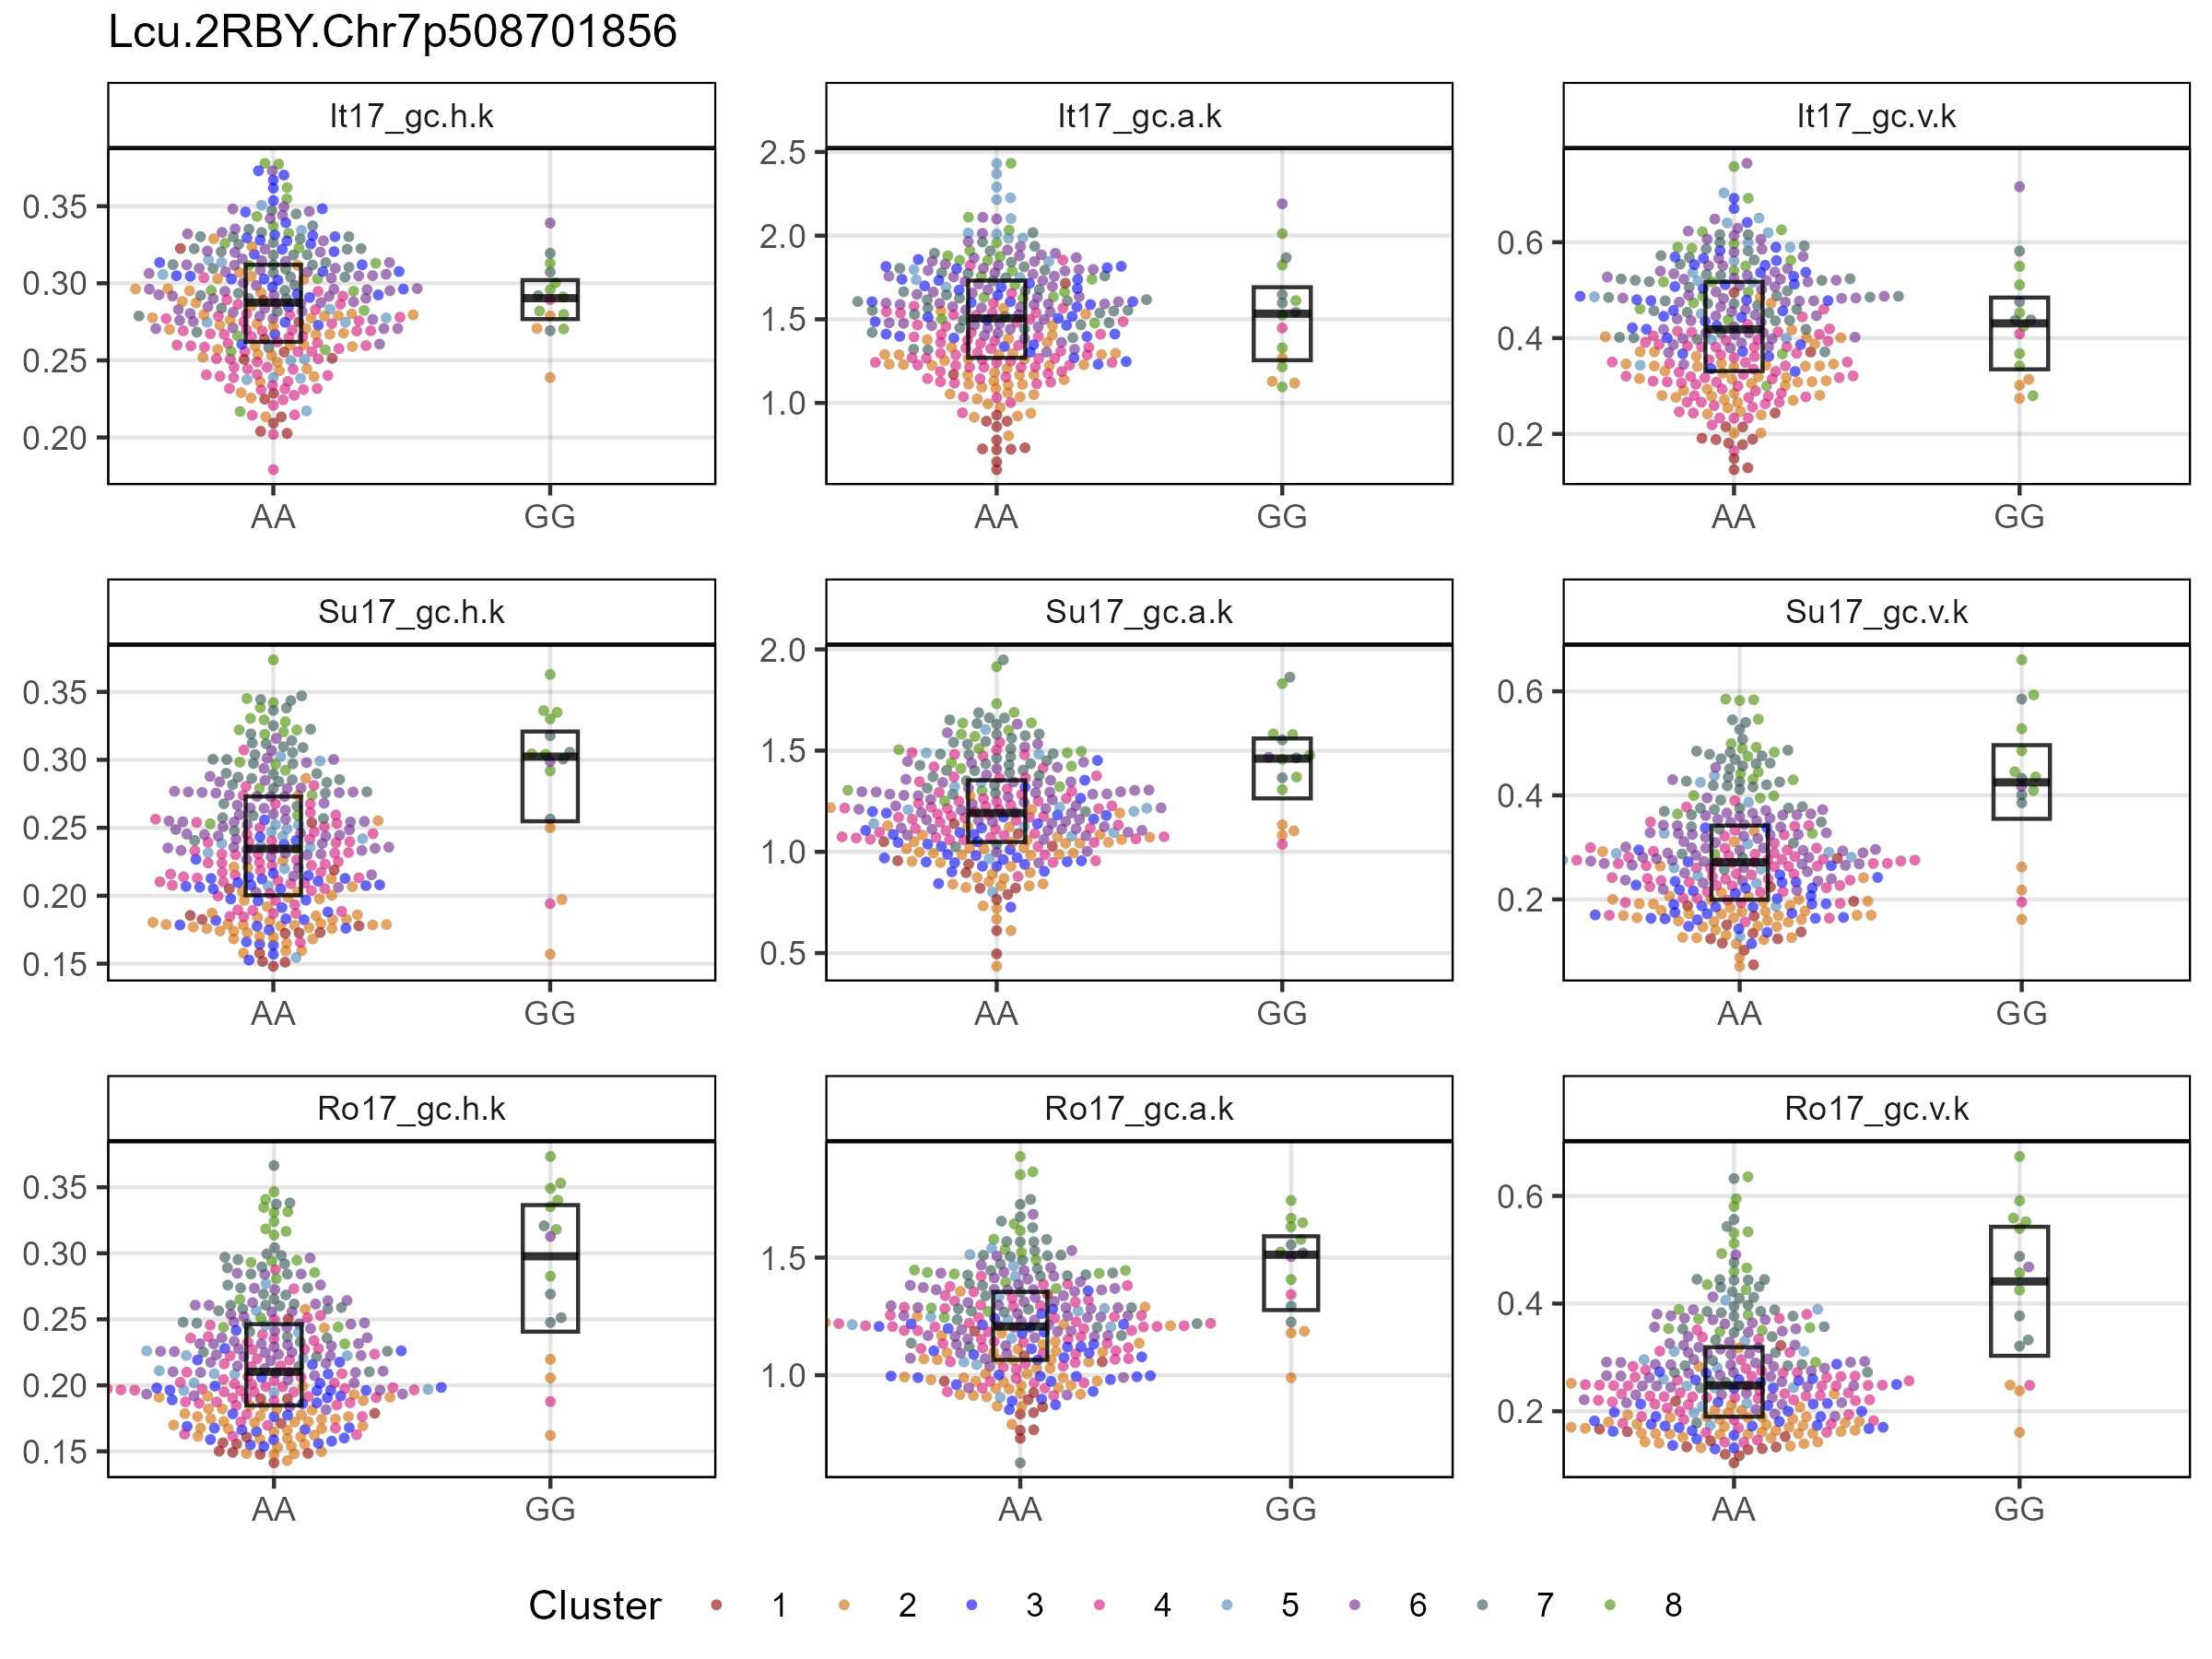 Lcu.2RBY.Chr7p508701856
It17_gc.h.k
0.35
0.30
0.25
0.20
AA GG
It17_gc.a.k
2.5
2.0
1.5
1.0
AA GG
It17_gc.v.k
0.6
0.4
0.2
AA GG
Su17_gc.h.k
0.35
0.30
0.25
0.20
0.15
AA GG
Su17_gc.a.k
2.0
1.5
1.0
0.5
AA GG
Su17_gc.v.k
0.6
0.4
0.2
AA GG
Ro17_gc.h.k
0.35
0.30
0.25
0.20
0.15
AA GG
Ro17_gc.a.k
1.5
1.0
AA GG
Ro17_gc.v.k
0.6
0.4
0.2
AA GG
Cluster 1 2 3 4 5 6 7 8